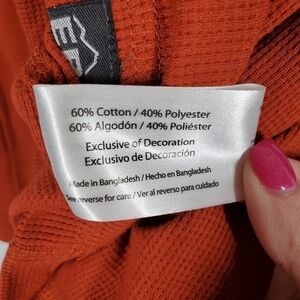 60% Cotton / 40% Polyester
60% Algodón / 40% Poliéster
Exclusive of Decoration
Exclusivo de Decoración
Made in Bangladesh / Hecho en Bangladesh
See reverse for care / Ver al reverso para cuidado